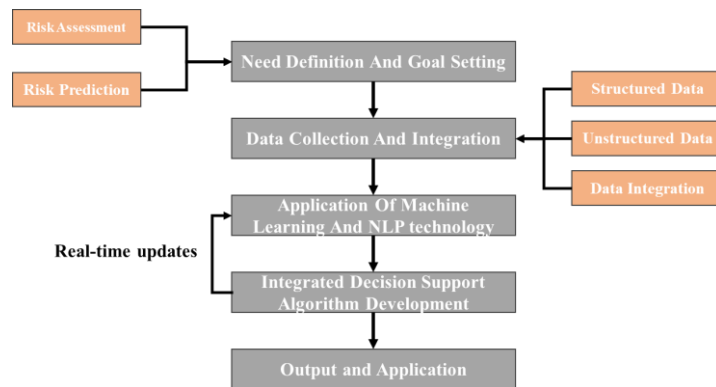 Risk Assessment
Need Definition And Goal Setting
Risk Prediction
Structured Data
Data Collection And Integration
Unstructured Data
Data Integration
Application Of Machine
Learning And NLP technology
Real-time updates
Integrated Decision Support
Algorithm Development
Output and Application